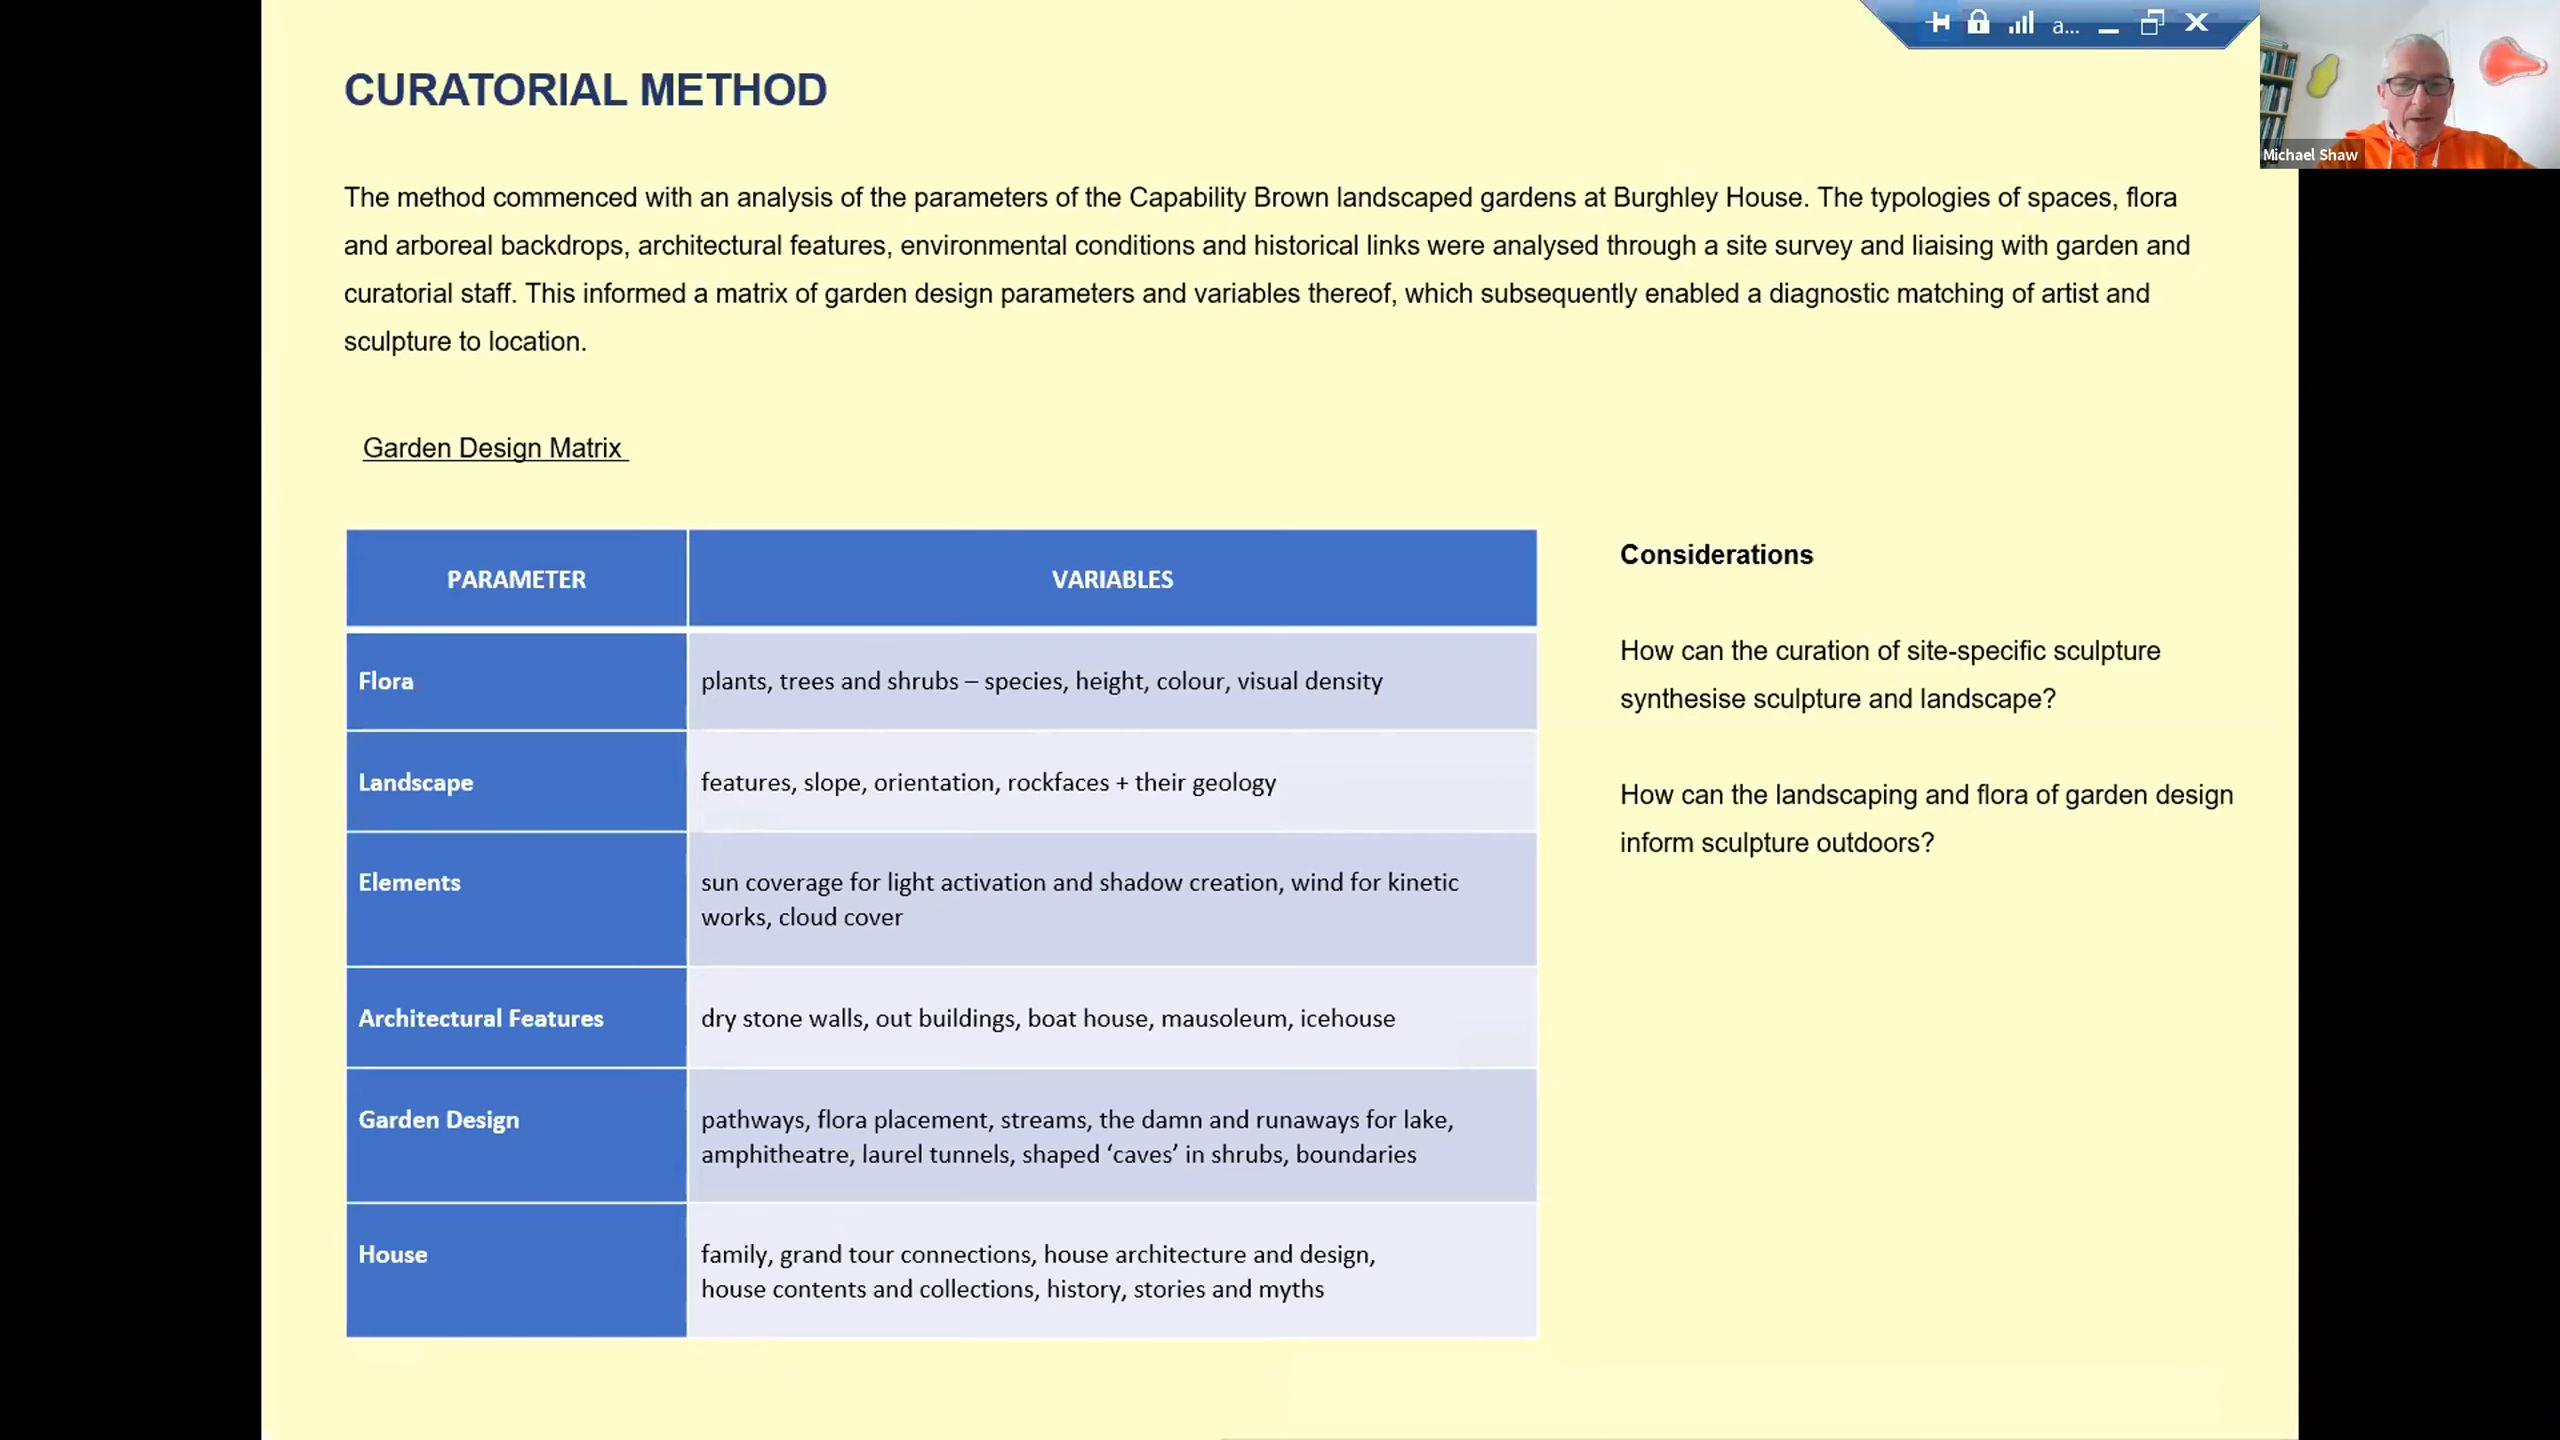 a...
Michael Shaw
CURATORIAL METHOD
The method commenced with an analysis of the parameters of the Capability Brown landscaped gardens at Burghley House. The typologies of spaces, flora
and arboreal backdrops, architectural features, environmental conditions and historical links were analysed through a site survey and liaising with garden and
curatorial staff. This informed a matrix of garden design parameters and variables thereof, which subsequently enabled a diagnostic matching of artist and
sculpture to location.
Garden Design Matrix
PARAMETER VARIABLES
Flora plants, trees and shrubs – species, height, colour, visual density
Landscape features, slope, orientation, rockfaces + their geology
Elements sun coverage for light activation and shadow creation, wind for kinetic
works, cloud cover
Architectural Features dry stone walls, out buildings, boat house, mausoleum, icehouse
Garden Design pathways, flora placement, streams, the damn and runaways for lake,
amphitheatre, laurel tunnels, shaped ‘caves’ in shrubs, boundaries
House family, grand tour connections, house architecture and design,
house contents and collections, history, stories and myths
Considerations
How can the curation of site-specific sculpture
synthesise sculpture and landscape?
How can the landscaping and flora of garden design
inform sculpture outdoors?